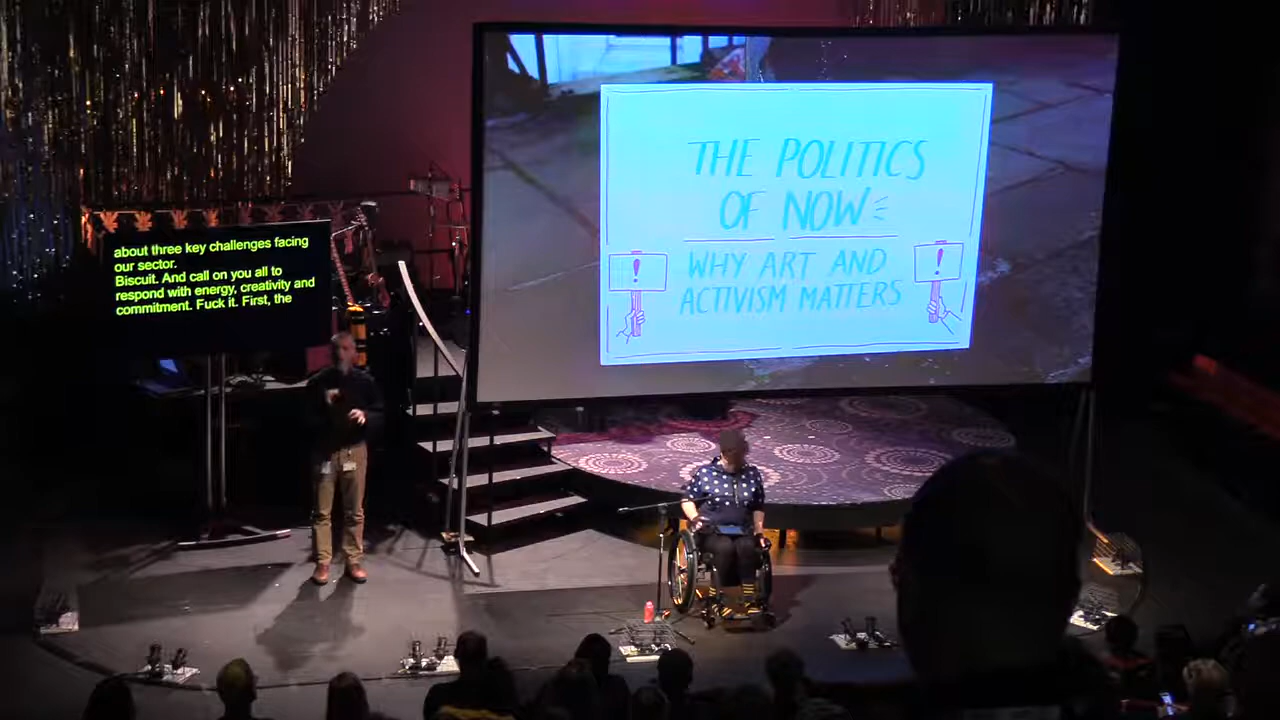 about three key challenges facing
our sector.
Biscuit. And call on you all to
respond with energy, creativity and
commitment. Fuck it. First, the
THE POLITICS
OF NOW
WHY ART AND
ACTIVISM MATTERS
!
!